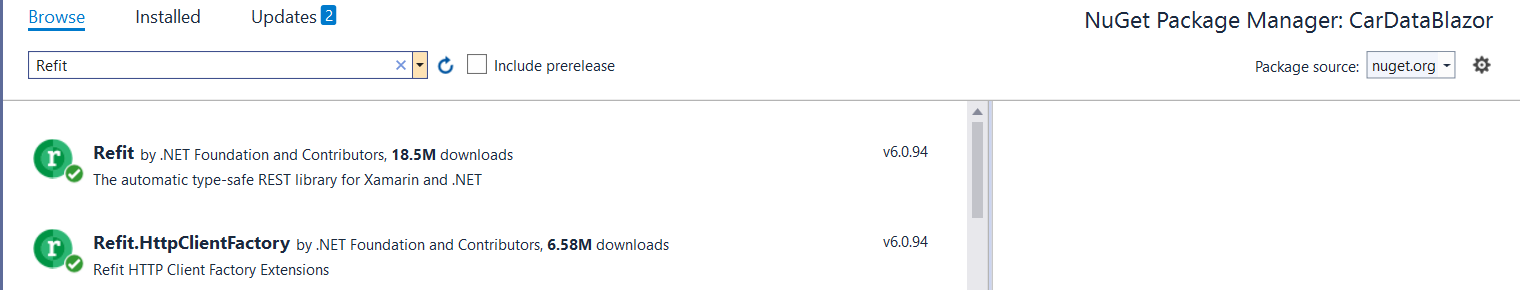 Browse Installed Updates 2 NuGet Package Manager: CarDataBlazor
Refit Include prerelease Package source: nuget.org
r Refit by .NET Foundation and Contributors, 18.5M downloads v6.0.94
The automatic type-safe REST library for Xamarin and .NET
r Refit.HttpClientFactory by .NET Foundation and Contributors, 6.58M downloads v6.0.94
Refit HTTP Client Factory Extensions